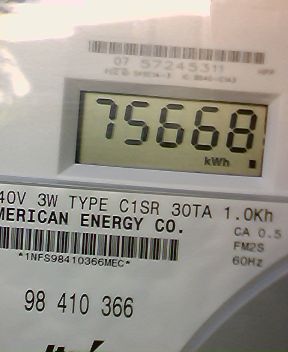 07 57245311
75668
kWh
40V 3W TYPE C1SR 30TA 1.0Kh
MERICAN ENERGY CO.
CA 0.5
FM2S
60Hz
*1NFS98410366MEC*
98 410 366